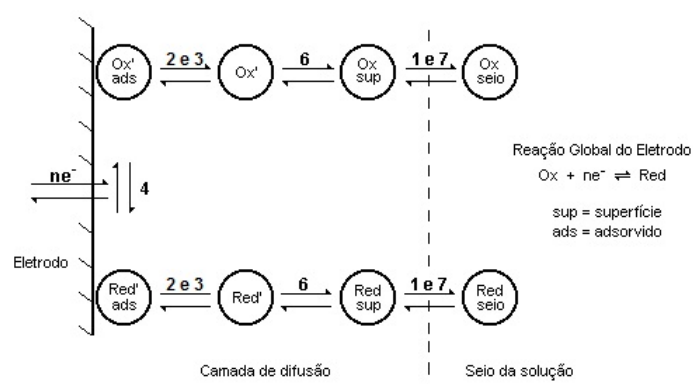 Ox'
ads
2 e 3
Ox'
6
Ox
sup
1 e 7
Ox
seio
Reação Global do Eletrodo
Ox + ne⁻ ⇌ Red
sup = superfície
ads = adsorvido
ne⁻
4
Eletrodo
Red'
ads
2 e 3
Red'
6
Red
sup
1 e 7
Red
seio
Camada de difusão
Seio da solução